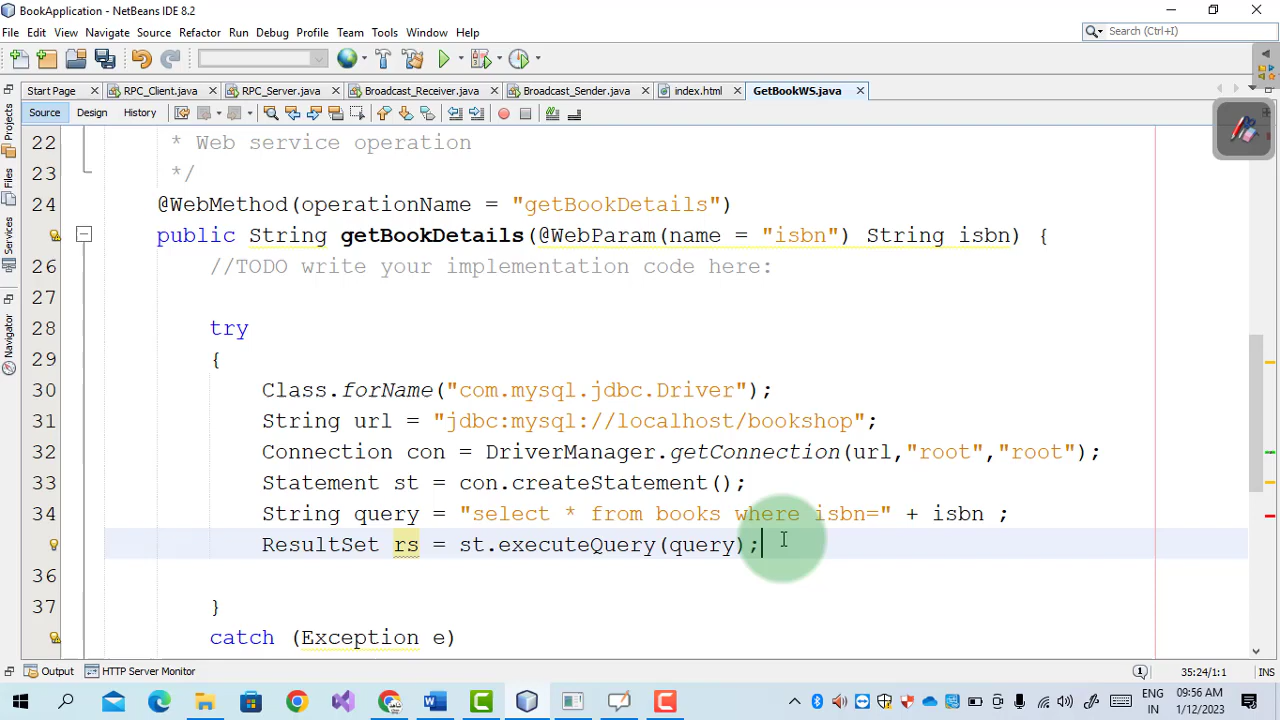 BookApplication - NetBeans IDE 8.2
File Edit View Navigate Source Refactor Run Debug Profile Team Tools Window Help
Search (Ctrl+I)
Start Page RPC_Client.java RPC_Server.java Broadcast_Receiver.java Broadcast_Sender.java index.html GetBookWS.java
Source Design History
Projects
Files
Services
Navigator
22 * Web service operation
23 */
24 @WebMethod(operationName = "getBookDetails")
public String getBookDetails(@WebParam(name = "isbn") String isbn) {
26 //TODO write your implementation code here:
27
28 try
29 {
30 Class.forName("com.mysql.jdbc.Driver");
31 String url = "jdbc:mysql://localhost/bookshop";
32 Connection con = DriverManager.getConnection(url,"root","root");
33 Statement st = con.createStatement();
34 String query = "select * from books where isbn=" + isbn ;
ResultSet rs = st.executeQuery(query);
36
37 }
catch (Exception e)
Output HTTP Server Monitor
35:24/1:1 INS
ENG 09:56 AM
IN 1/12/2023